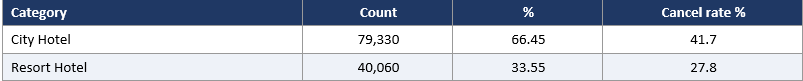 Category Count % Cancel rate %
City Hotel 79,330 66.45 41.7
Resort Hotel 40,060 33.55 27.8